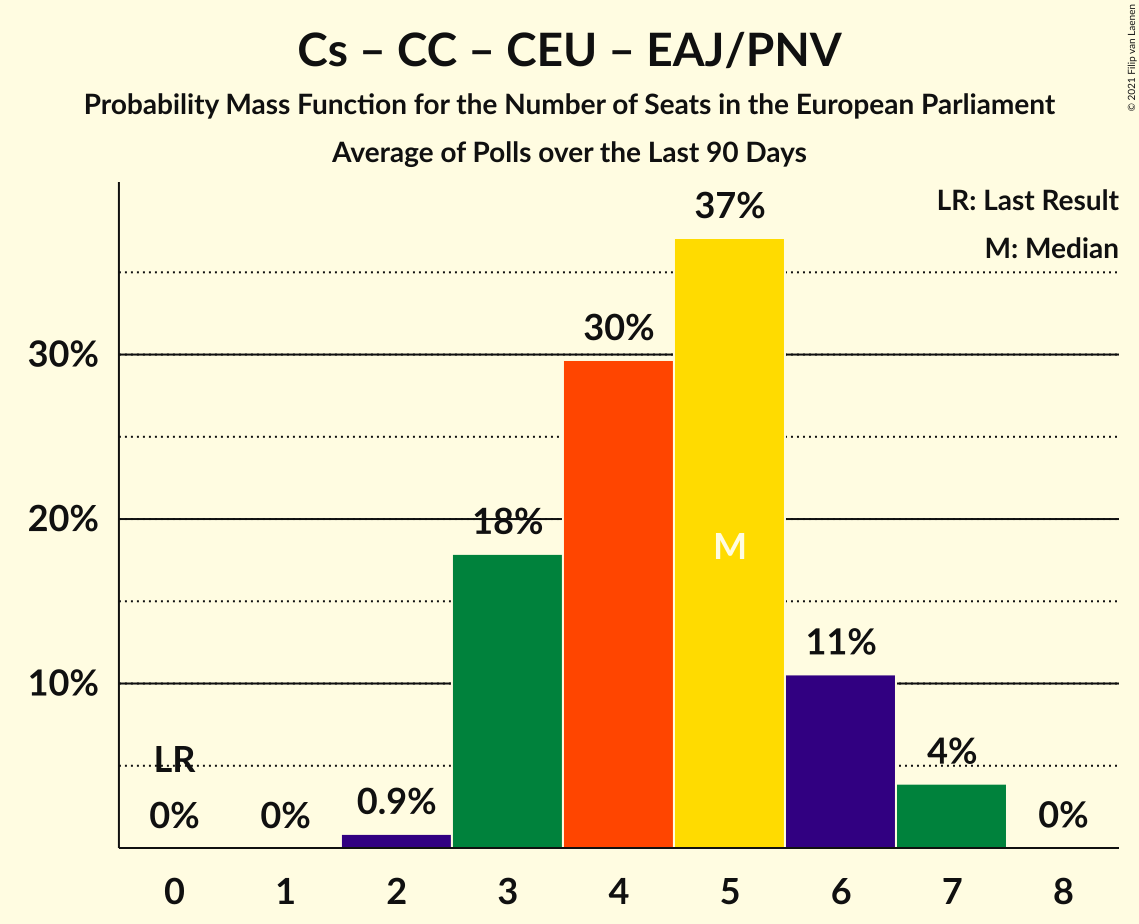 Cs – CC – CEU – EAJ/PNV
Probability Mass Function for the Number of Seats in the European Parliament
Average of Polls over the Last 90 Days
© 2021 Filip van Laenen
LR: Last Result
M: Median
37%
30%
30%
20%
18%
M
11%
10%
LR
4%
0%
0%
0.9%
0%
0 1 2 3 4 5 6 7 8